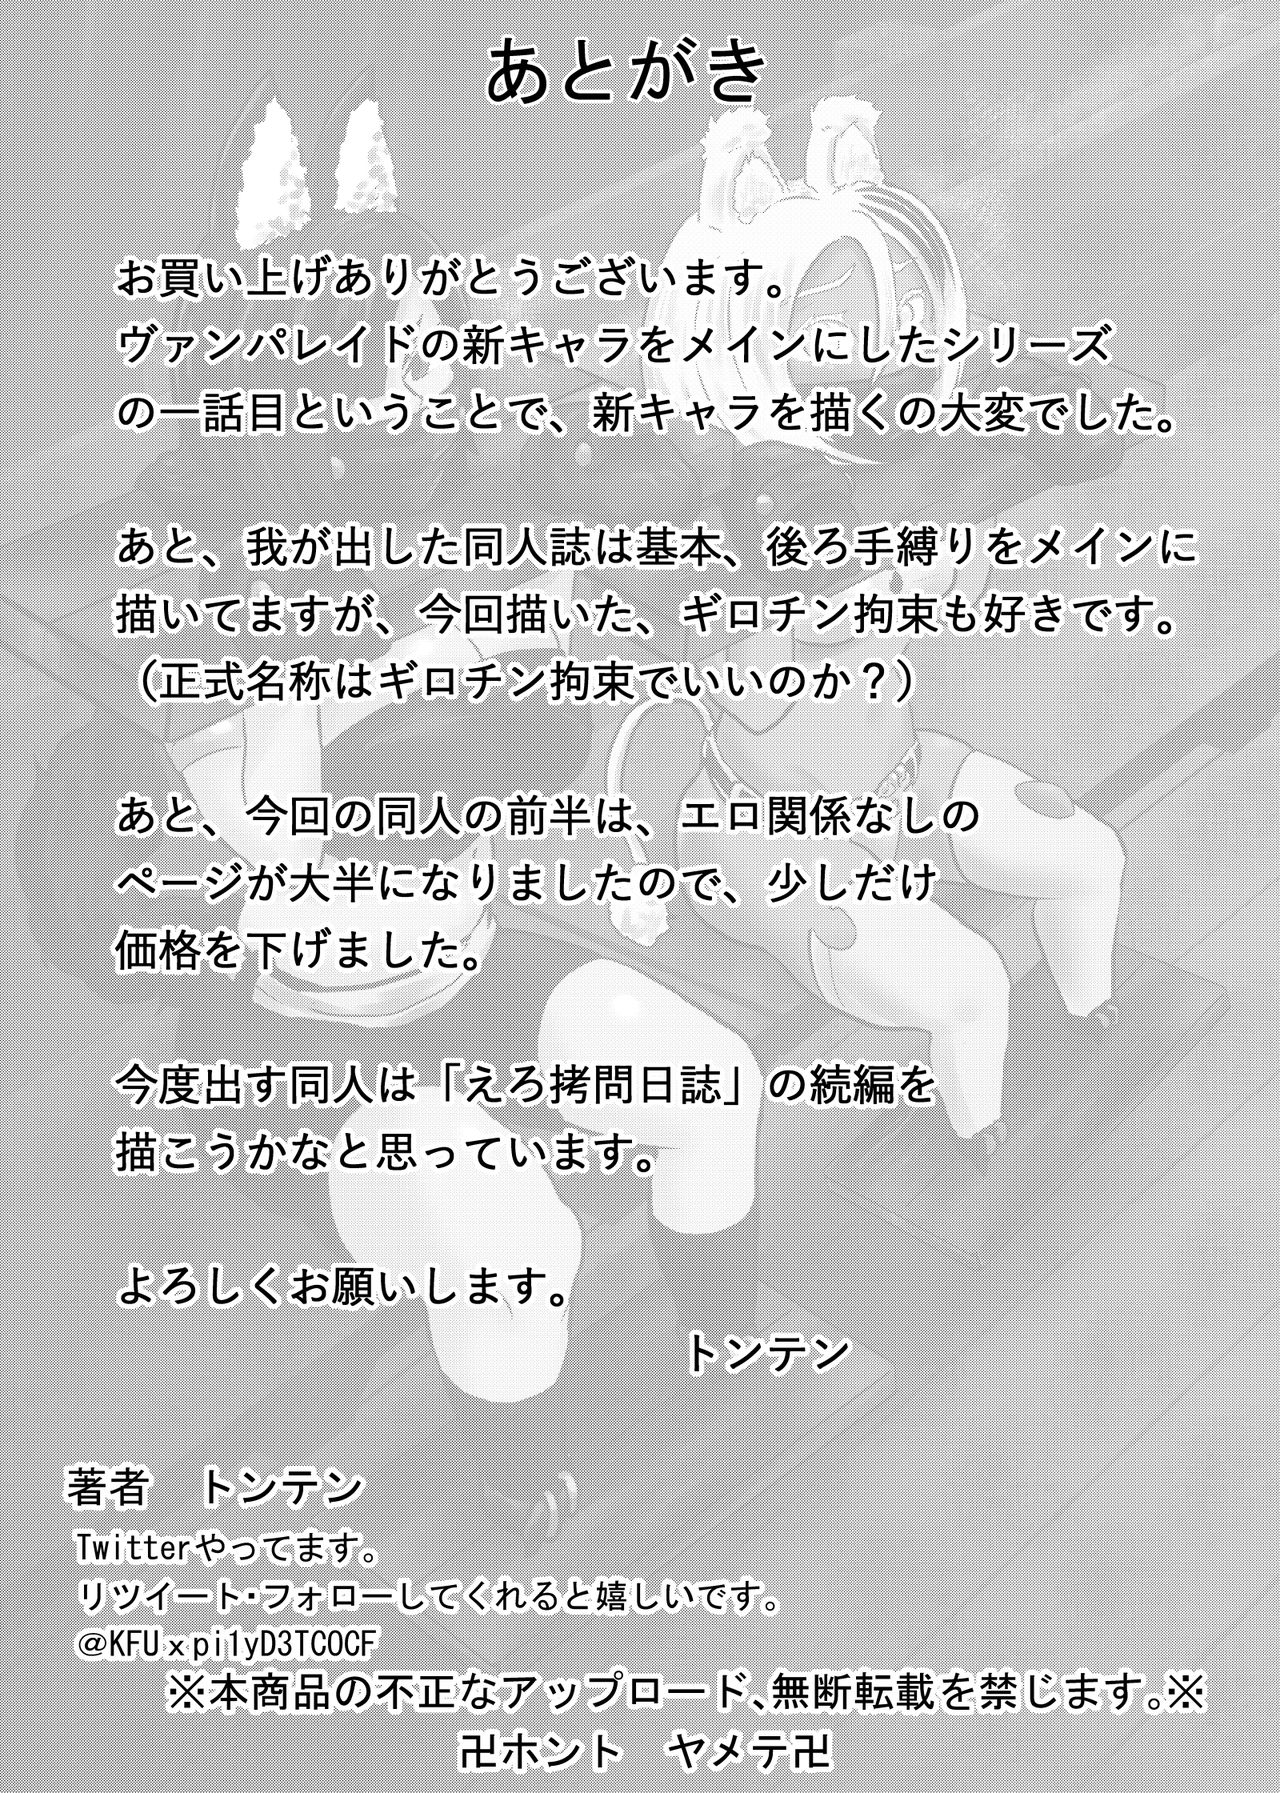 あとがき
お買い上げありがとうございます。
ヴァンパレイドの新キャラをメインにしたシリーズ
の一話目ということで、新キャラを描くの大変でした。
あと、我が出した同人誌は基本、後ろ手縛りをメインに
描いてますが、今回描いた、ギロチン拘束も好きです。
（正式名称はギロチン拘束でいいのか？）
あと、今回の同人の前半は、エロ関係なしの
ページが大半になりましたので、少しだけ
価格を下げました。
今度出す同人は「えろ拷問日誌」の続編を
描こうかなと思っています。
よろしくお願いします。
トンテン
著者　トンテン
Twitterやってます。
リツイート・フォローしてくれると嬉しいです。
@KFUxpi1yD3TCOCF
※本商品の不正なアップロード、無断転載を禁じます。※
卍ホント　ヤメテ卍